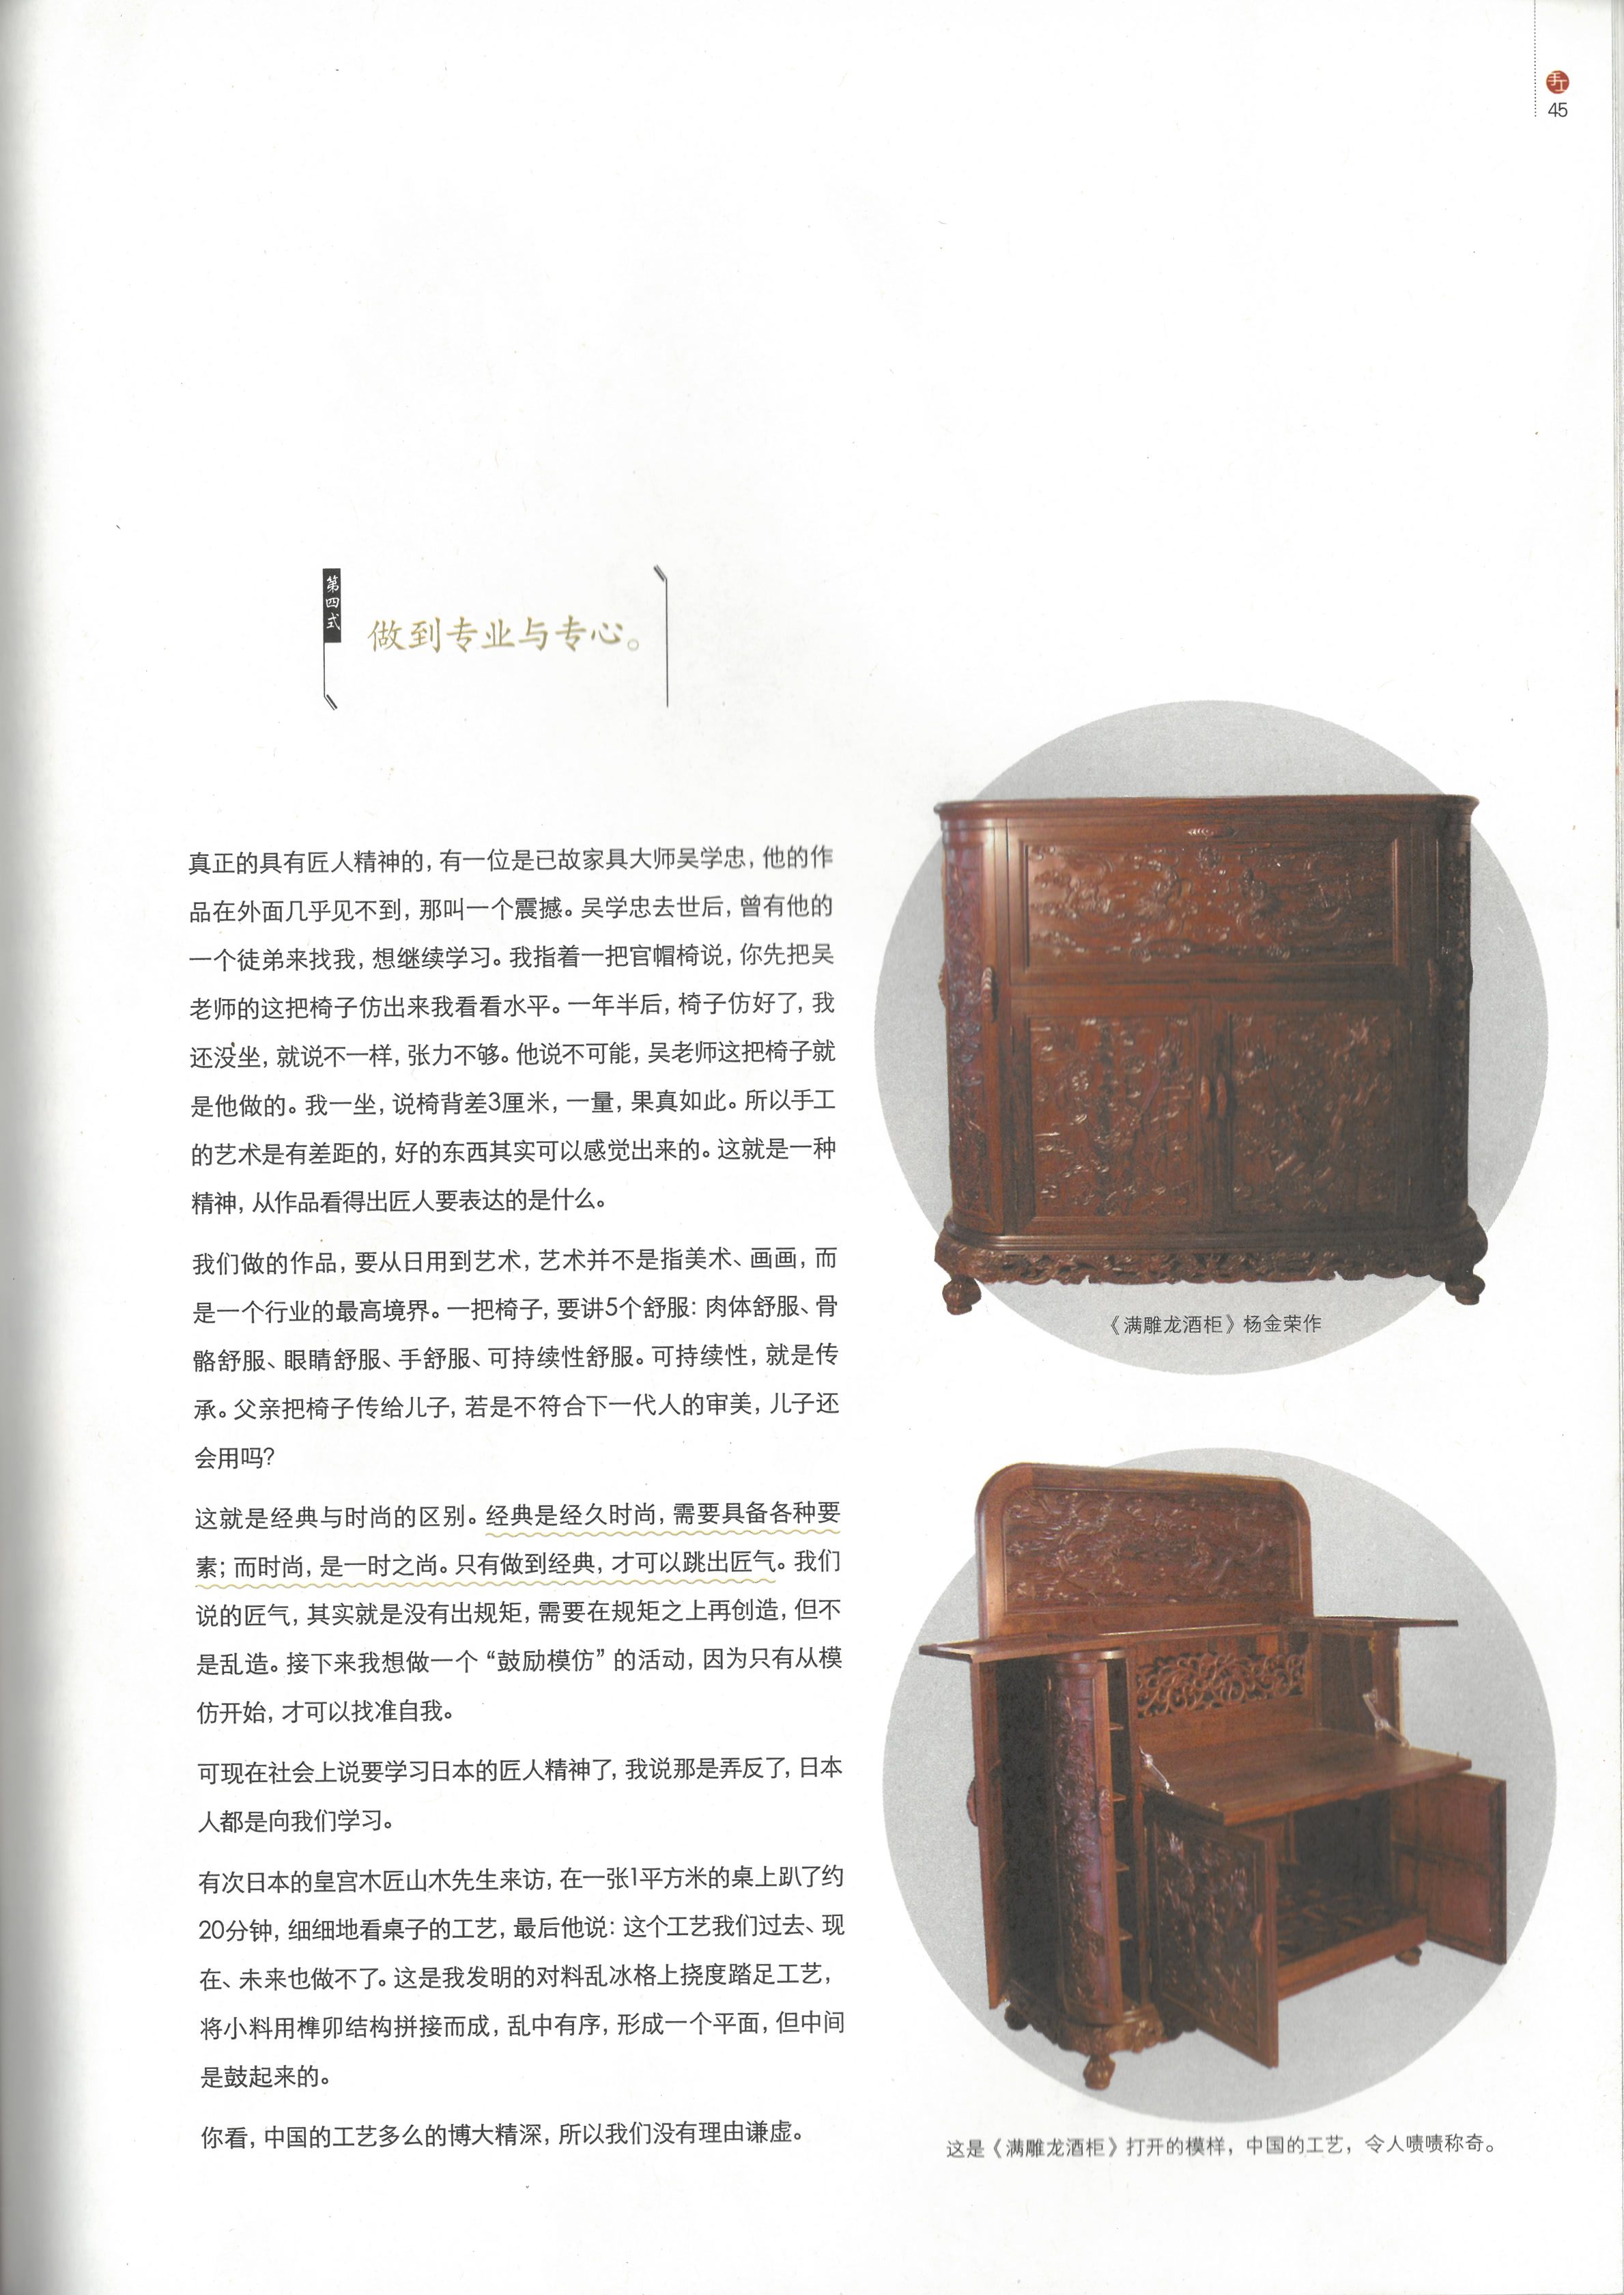 手工
45
第四式
做到专业与专心。
真正的具有匠人精神的，有一位是已故家具大师吴学忠，他的作
品在外面几乎见不到，那叫一个震撼。吴学忠去世后，曾有他的
一个徒弟来找我，想继续学习。我指着一把官帽椅说，你先把吴
老师的这把椅子仿出来我看看水平。一年半后，椅子仿好了，我
还没坐，就说不一样，张力不够。他说不可能，吴老师这把椅子就
是他做的。我一坐，说椅背差3厘米，一量，果真如此。所以手工
的艺术是有差距的，好的东西其实可以感觉出来的。这就是一种
精神，从作品看得出匠人要表达的是什么。
我们做的作品，要从日用到艺术，艺术并不是指美术、画画，而
是一个行业的最高境界。一把椅子，要讲5个舒服：肉体舒服、骨
骼舒服、眼睛舒服、手舒服、可持续性舒服。可持续性，就是传
承。父亲把椅子传给儿子，若是不符合下一代人的审美，儿子还
会用吗？
这就是经典与时尚的区别。经典是经久时尚，需要具备各种要
素；而时尚，是一时之尚。只有做到经典，才可以跳出匠气。我们
说的匠气，其实就是没有出规矩，需要在规矩之上再创造，但不
是乱造。接下来我想做一个“鼓励模仿”的活动，因为只有从模
仿开始，才可以找准自我。
可现在社会上说要学习日本的匠人精神了，我说那是弄反了，日本
人都是向我们学习。
有次日本的皇宫木匠山木先生来访，在一张1平方米的桌上趴了约
20分钟，细细地看桌子的工艺，最后他说：这个工艺我们过去、现
在、未来也做不了。这是我发明的对料乱冰格上挠度踏足工艺，
将小料用榫卯结构拼接而成，乱中有序，形成一个平面，但中间
是鼓起来的。
你看，中国的工艺多么的博大精深，所以我们没有理由谦虚。
《满雕龙酒柜》杨金荣作
这是《满雕龙酒柜》打开的模样，中国的工艺，令人啧啧称奇。